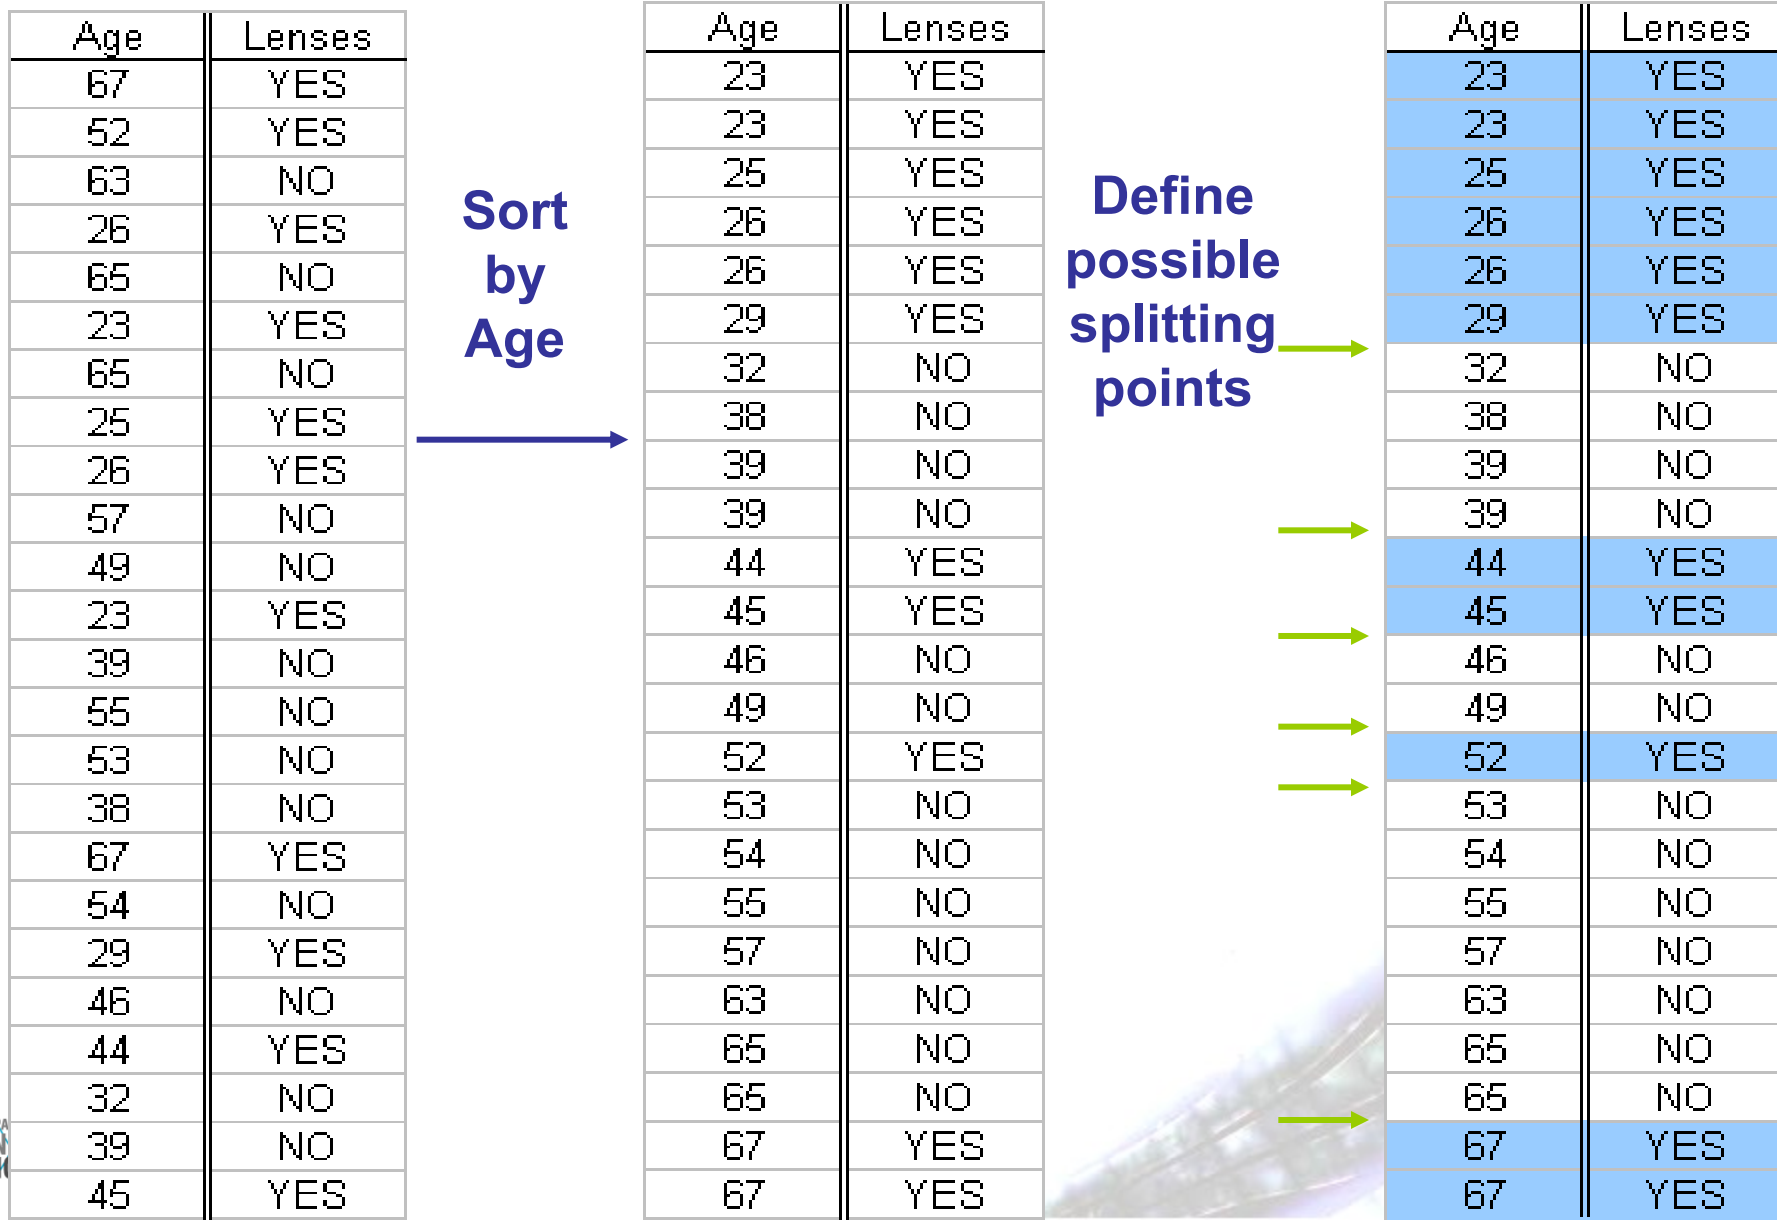 Age Lenses
67 YES
52 YES
63 NO
26 YES
65 NO
23 YES
65 NO
25 YES
26 YES
57 NO
49 NO
23 YES
39 NO
55 NO
53 NO
38 NO
67 YES
54 NO
29 YES
46 NO
44 YES
32 NO
39 NO
45 YES
Sort
by
Age
Age Lenses
23 YES
23 YES
25 YES
26 YES
26 YES
29 YES
32 NO
38 NO
39 NO
39 NO
44 YES
45 YES
46 NO
49 NO
52 YES
53 NO
54 NO
55 NO
57 NO
63 NO
65 NO
65 NO
67 YES
67 YES
Define
possible
splitting
points
Age Lenses
23 YES
23 YES
25 YES
26 YES
26 YES
29 YES
32 NO
38 NO
39 NO
39 NO
44 YES
45 YES
46 NO
49 NO
52 YES
53 NO
54 NO
55 NO
57 NO
63 NO
65 NO
65 NO
67 YES
67 YES